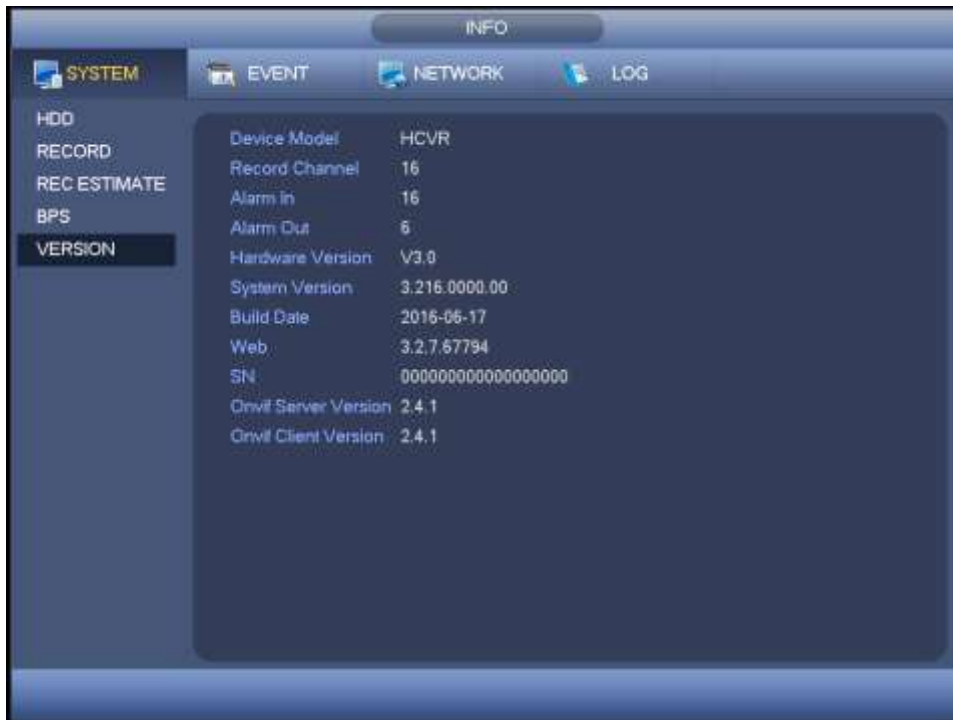 INFO
SYSTEM EVENT NETWORK LOG
HDD
RECORD
REC ESTIMATE
BPS
VERSION
Device Model HCVR
Record Channel 16
Alarm In 16
Alarm Out 6
Hardware Version V3.0
System Version 3.216.0000.00
Build Date 2016-06-17
Web 3.2.7.67794
SN 000000000000000000
Onvif Server Version 2.4.1
Onvif Client Version 2.4.1